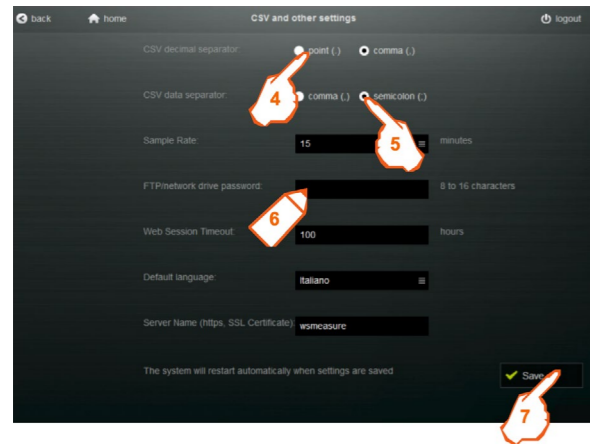 back home CSV and other settings logout
CSV decimal separator: point (.) comma (,)
4
CSV data separator: comma (,) semicolon (;)
5
Sample Rate: 15 minutes
FTP/network drive password: 8 to 16 characters
6
Web Session Timeout: 100 hours
Default language: Italiano
Server Name (https, SSL Certificate): wsmeasure
The system will restart automatically when settings are saved
Save
7